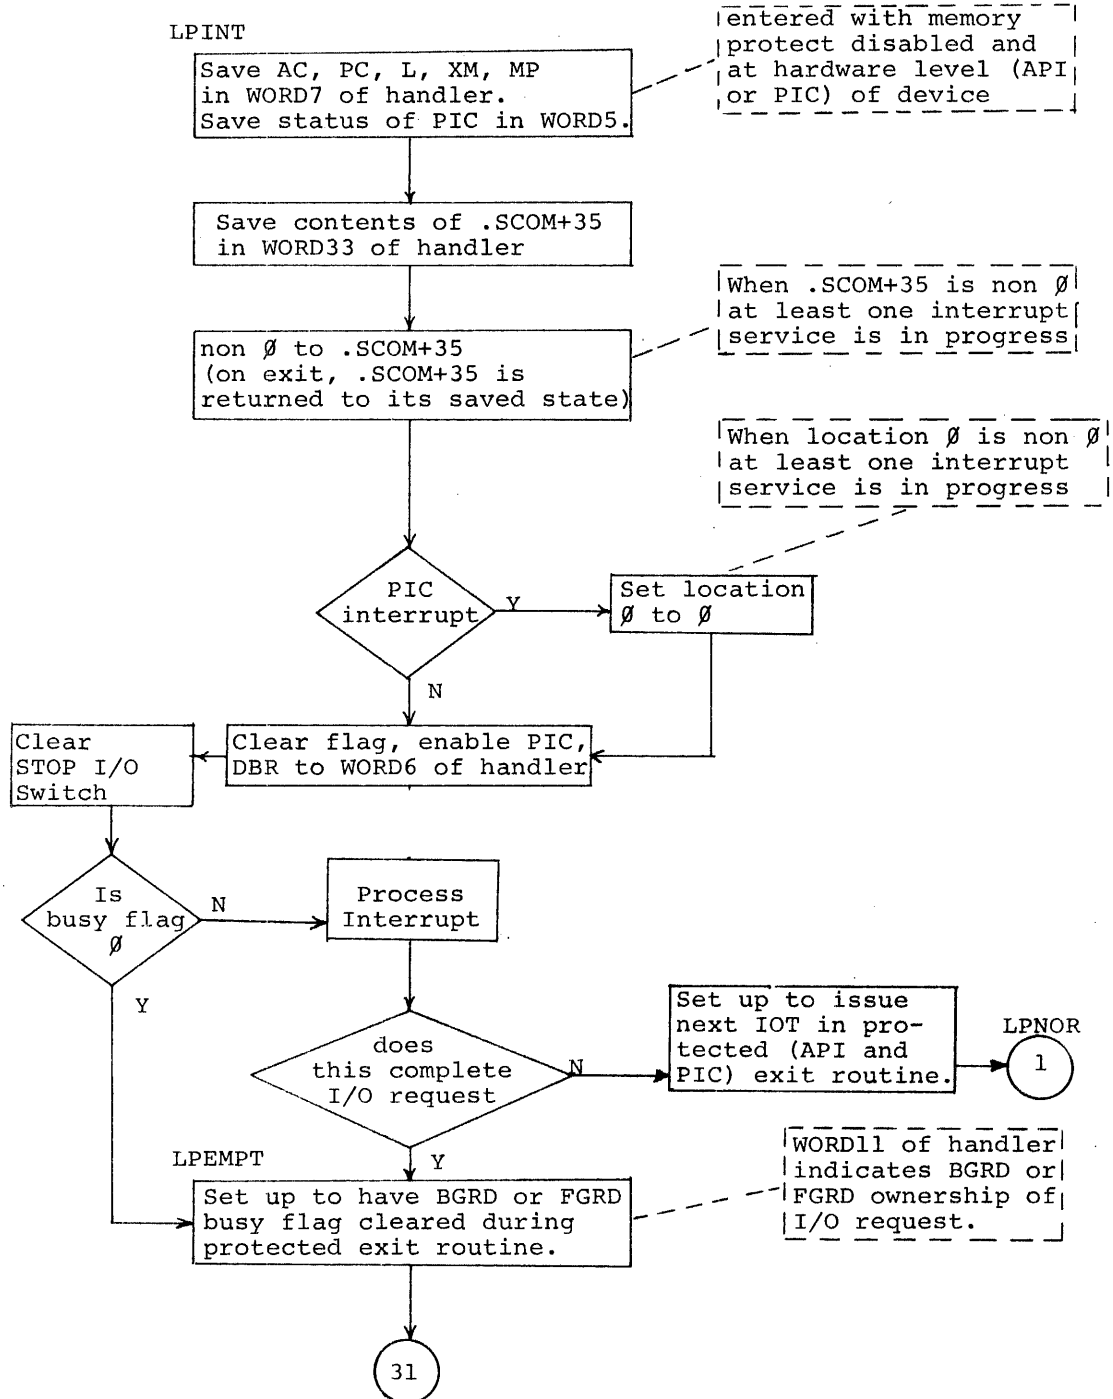 entered with memory
protect disabled and
at hardware level (API
or PIC) of device
LPINT
Save AC, PC, L, XM, MP
in WORD7 of handler.
Save status of PIC in WORD5.
Save contents of .SCOM+35
in WORD33 of handler
When .SCOM+35 is non Ø
at least one interrupt
service is in progress
non Ø to .SCOM+35
(on exit, .SCOM+35 is
returned to its saved state)
When location Ø is non Ø
at least one interrupt
service is in progress
PIC
interrupt
Y
Set location
Ø to Ø
N
Clear flag, enable PIC,
DBR to WORD6 of handler
Clear
STOP I/O
Switch
Is
busy flag
Ø
N
Process
Interrupt
Y
does
this complete
I/O request
N
Set up to issue
next IOT in pro-
tected (API and
PIC) exit routine.
LPNOR
1
Y
LPEMPT
Set up to have BGRD or FGRD
busy flag cleared during
protected exit routine.
WORD11 of handler
indicates BGRD or
FGRD ownership of
I/O request.
31